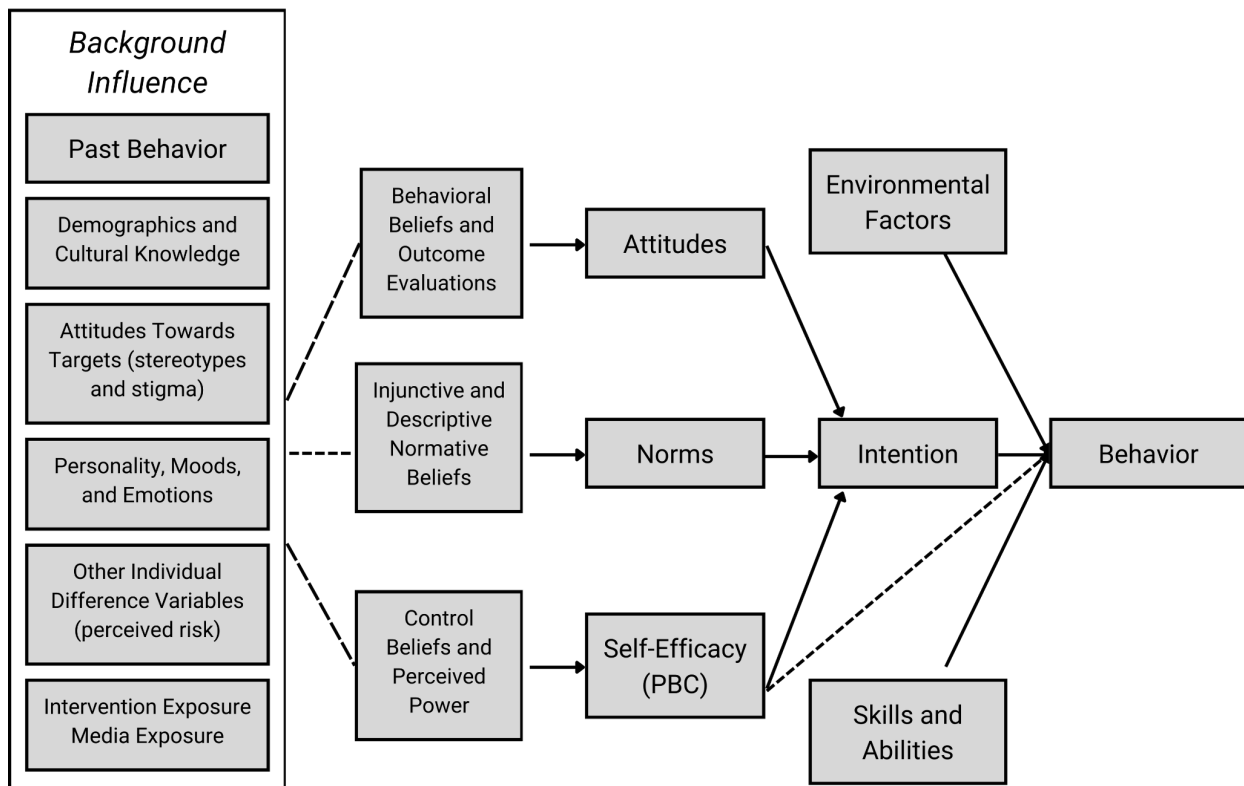 Background
Influence
Past Behavior
Demographics and
Cultural Knowledge
Attitudes Towards
Targets (stereotypes
and stigma)
Personality, Moods,
and Emotions
Other Individual
Difference Variables
(perceived risk)
Intervention Exposure
Media Exposure
Behavioral
Beliefs and
Outcome
Evaluations
Injunctive and
Descriptive
Normative
Beliefs
Control
Beliefs and
Perceived
Power
Attitudes
Norms
Self-Efficacy
(PBC)
Environmental
Factors
Intention
Skills and
Abilities
Behavior